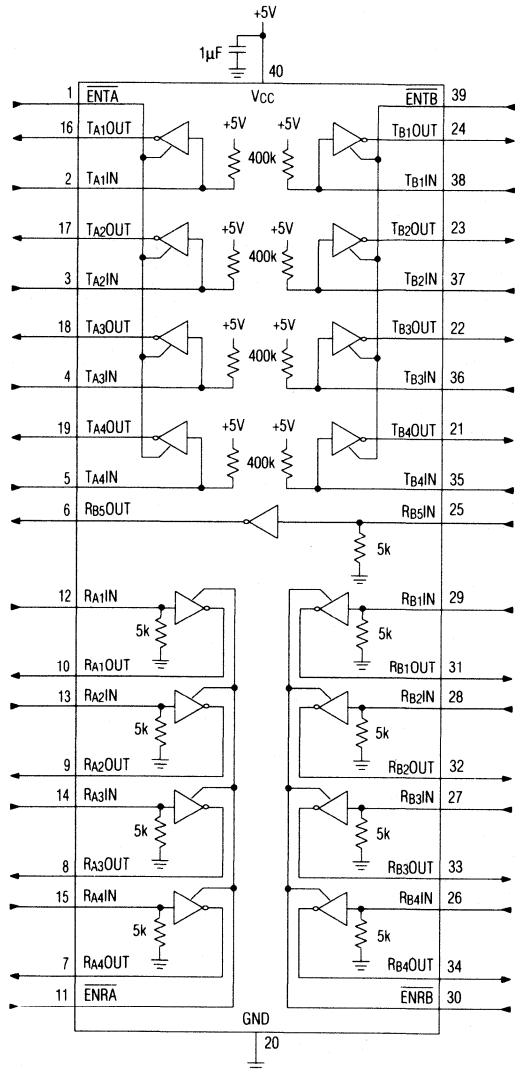 +5V
1µF
40
1 ENTA VCC ENTB 39
16 TA1OUT +5V +5V TB1OUT 24
400k
2 TA1IN TB1IN 38
17 TA2OUT +5V +5V TB2OUT 23
400k
3 TA2IN TB2IN 37
18 TA3OUT +5V +5V TB3OUT 22
400k
4 TA3IN TB3IN 36
19 TA4OUT +5V +5V TB4OUT 21
400k
5 TA4IN TB4IN 35
6 RB5OUT RB5IN 25
5k
12 RA1IN RB1IN 29
5k 5k
10 RA1OUT RB1OUT 31
13 RA2IN RB2IN 28
5k 5k
9 RA2OUT RB2OUT 32
14 RA3IN RB3IN 27
5k 5k
8 RA3OUT RB3OUT 33
15 RA4IN RB4IN 26
5k 5k
7 RA4OUT RB4OUT 34
11 ENRA ENRB 30
GND
20